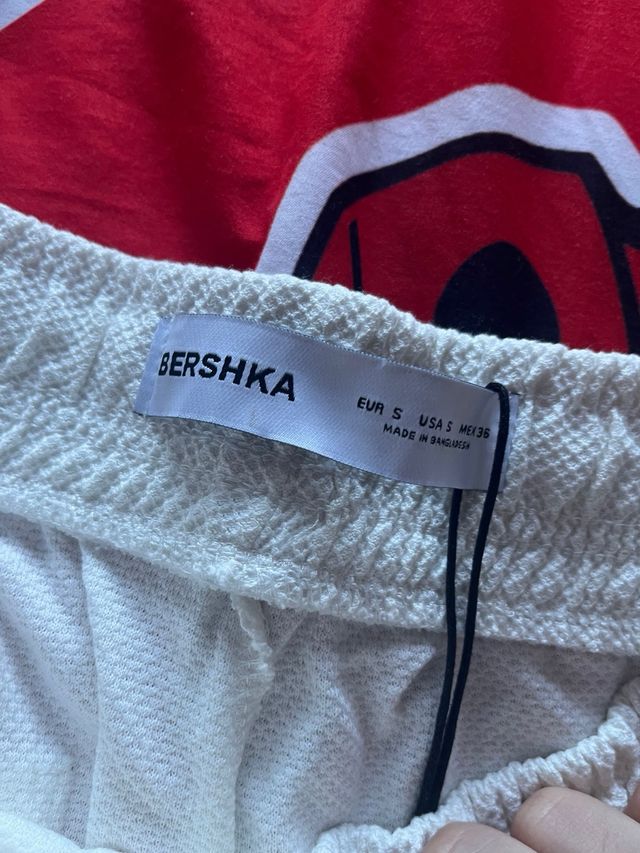 BERSHKA
EUR S USA S MEX 36
MADE IN BANGLADESH